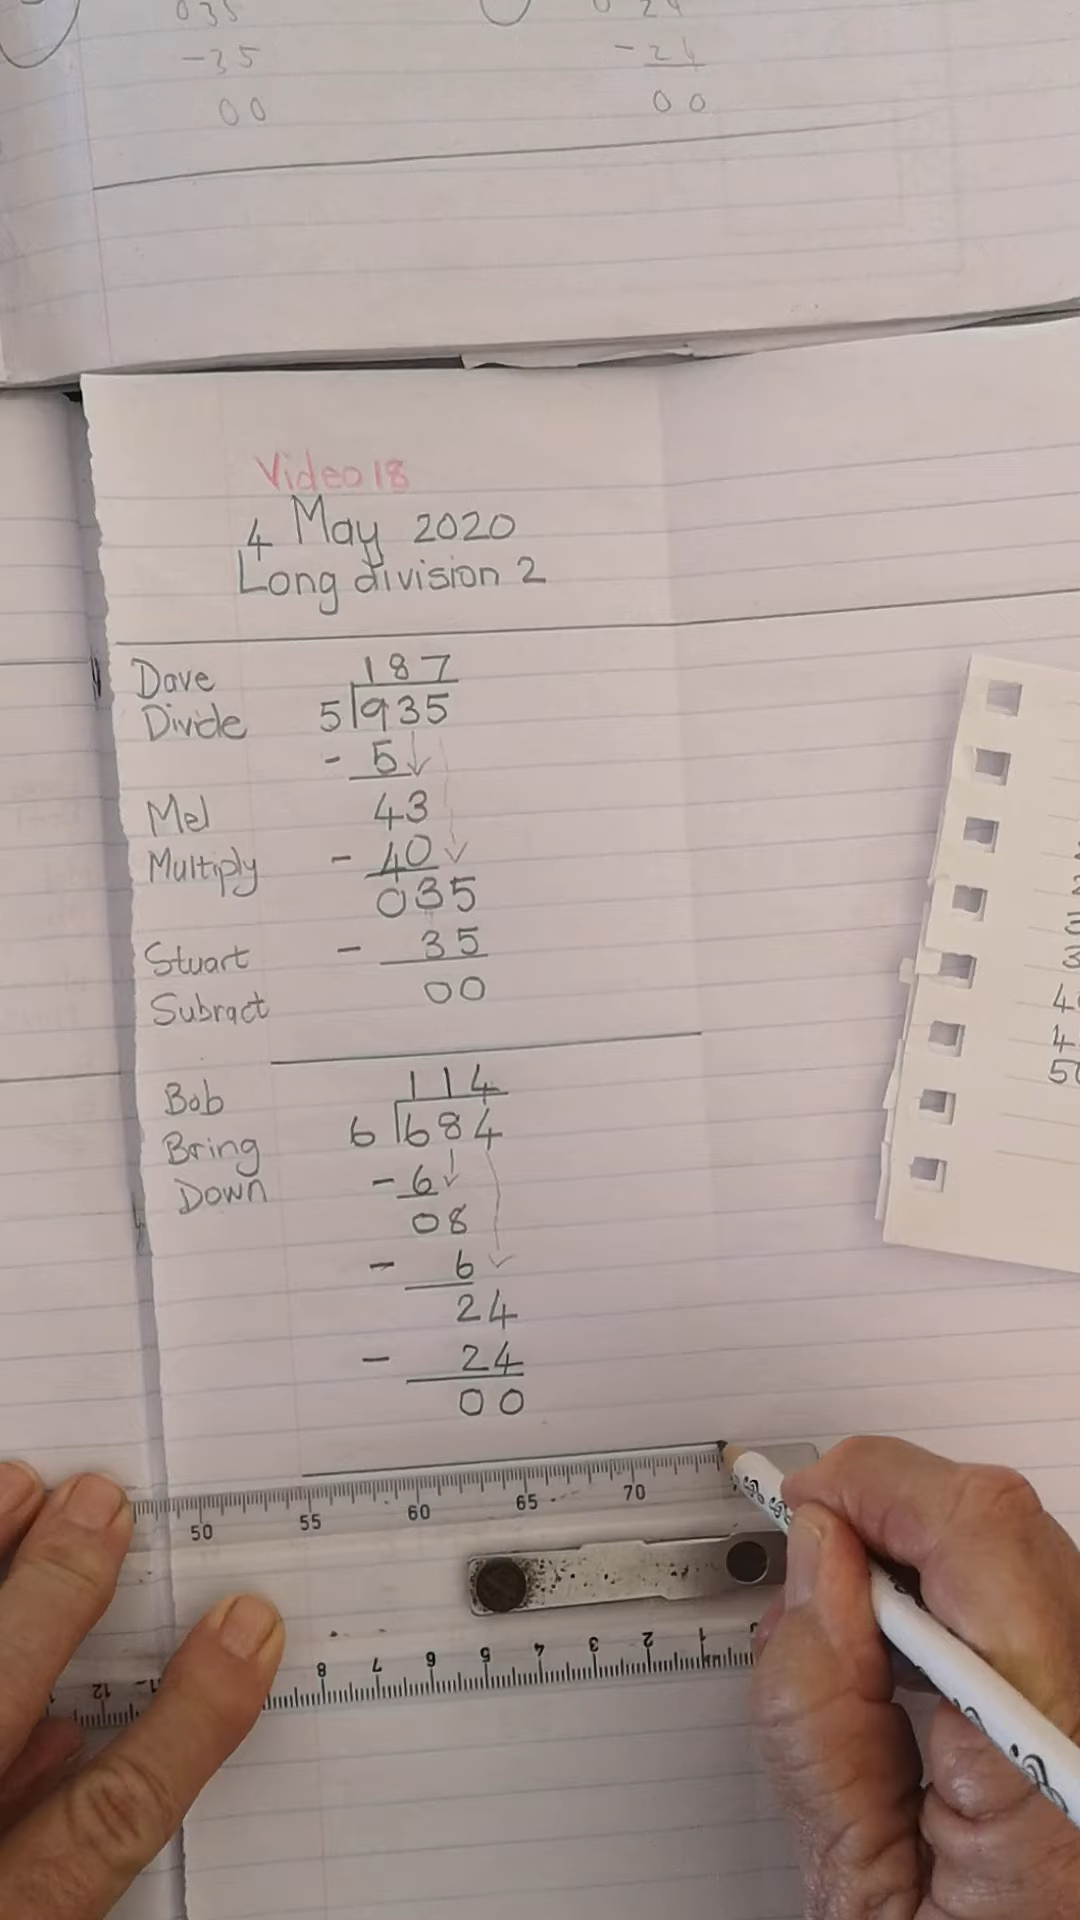 035
24
-35
-24
00
00
Video 18
4 May 2020
Long division 2
Dave 187
Divide 5 935
- 5
Mel 43
Multiply - 40
035
Stuart - 35
Subract 00
Bob 114
Bring 6 684
Down - 6
08
- 6
24
- 24
00
50 55 60 65 70
12 8 7 6 5 4 3 2 1